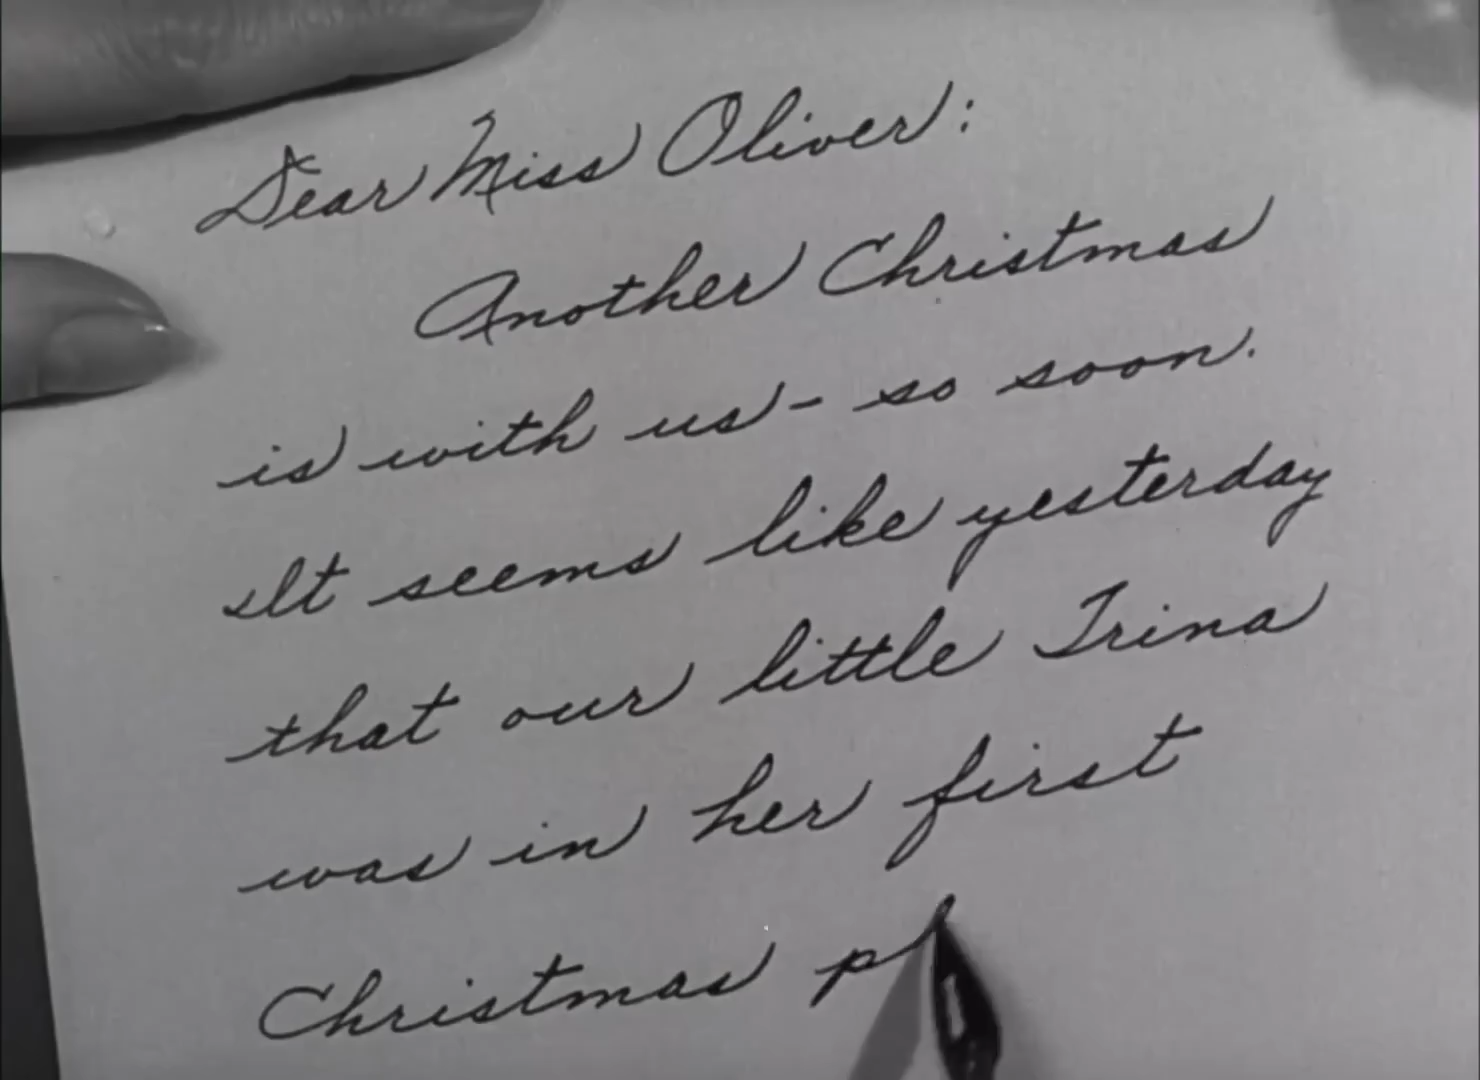 Dear Miss Oliver:
Another Christmas
is with us - so soon.
It seems like yesterday
that our little Trina
was in her first
Christmas pl